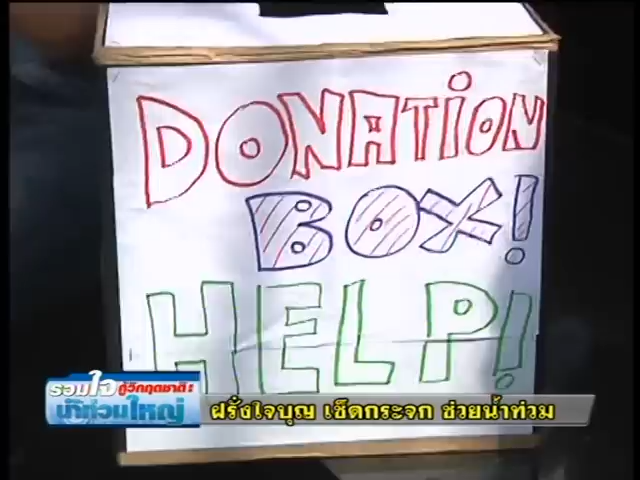 DONATION
BOX!
HELP!
รวมใจ กู้วิกฤตชาติ!
น้ำท่วมใหญ่
ฝรั่งใจบุญ เช็ดกระจก ช่วยน้ำท่วม